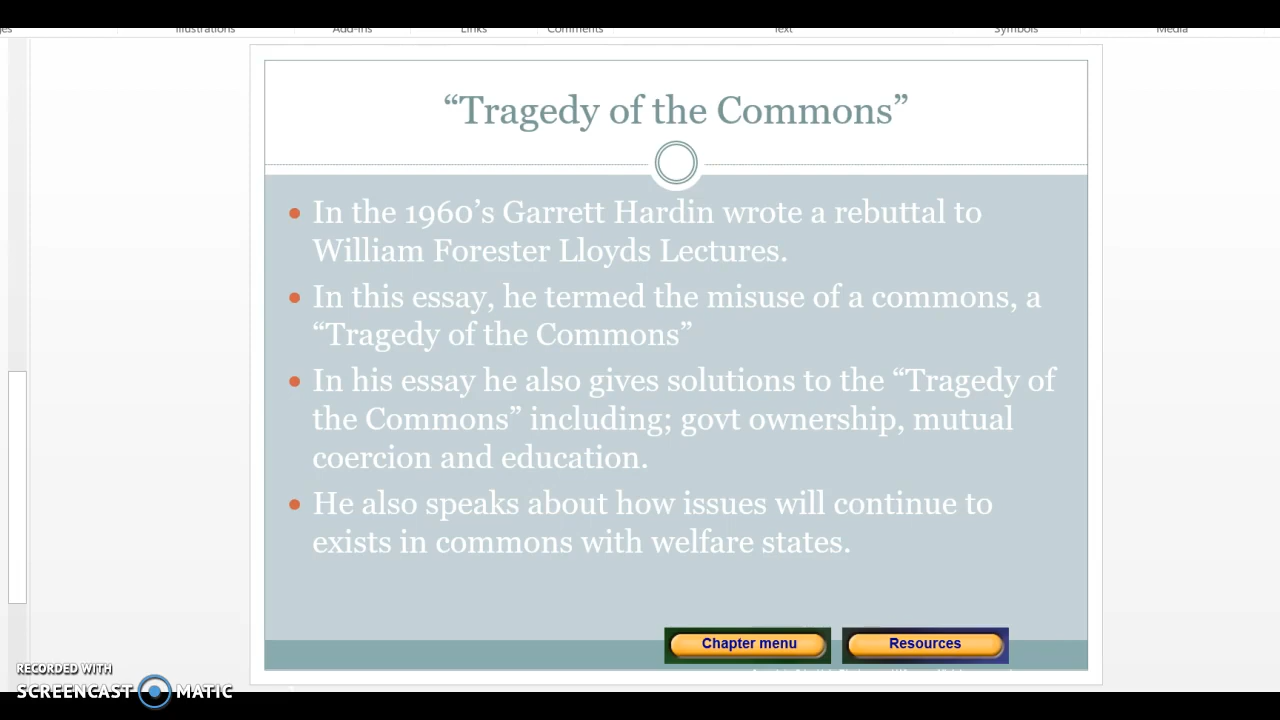 Illustrations Add-ins Links Comments Text Symbols Media
“Tragedy of the Commons”
• In the 1960’s Garrett Hardin wrote a rebuttal to
William Forester Lloyds Lectures.
• In this essay, he termed the misuse of a commons, a
“Tragedy of the Commons”
• In his essay he also gives solutions to the “Tragedy of
the Commons” including; govt ownership, mutual
coercion and education.
• He also speaks about how issues will continue to
exists in commons with welfare states.
Chapter menu Resources
RECORDED WITH
SCREENCAST MATIC